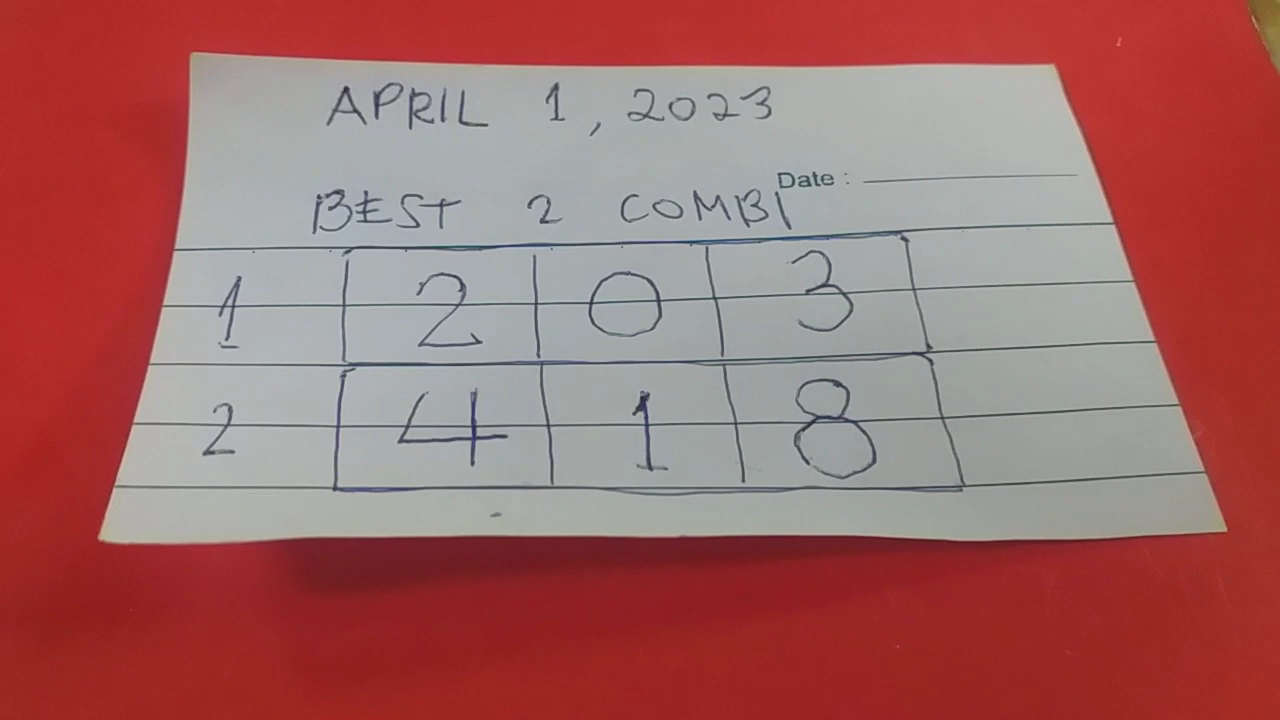 APRIL 1, 2023
Date :
BEST 2 COMBI
1 2 0 3
2 4 1 8